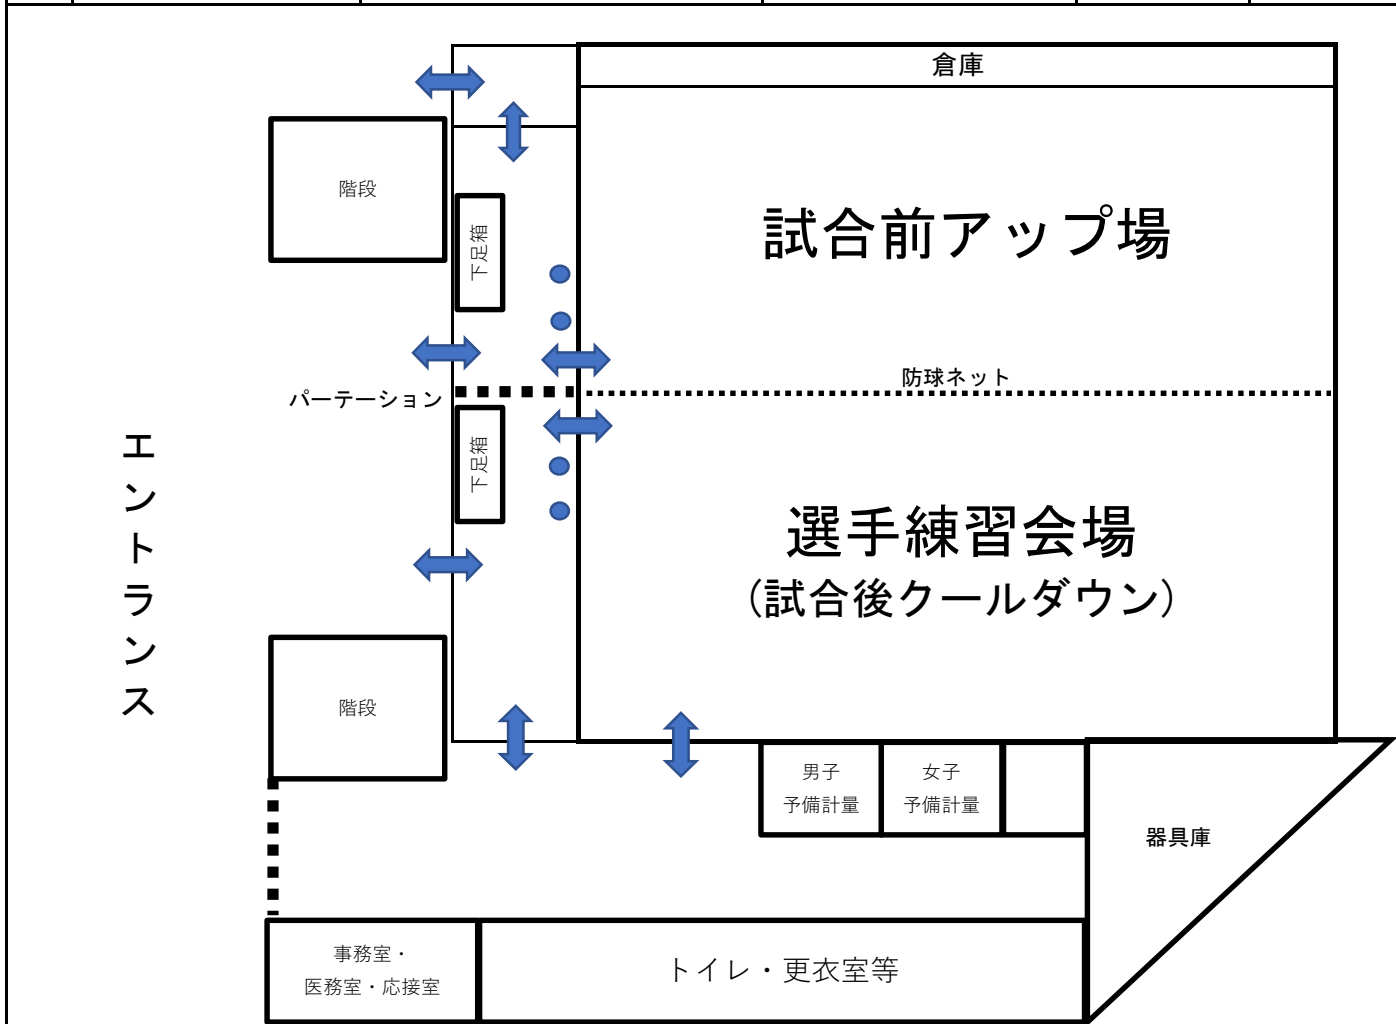 倉庫
階段
下足箱
試合前アップ場
防球ネット
パーテーション
エントランス
下足箱
選手練習会場
（試合後クールダウン）
階段
男子
予備計量
女子
予備計量
器具庫
事務室・
医務室・応接室
トイレ・更衣室等